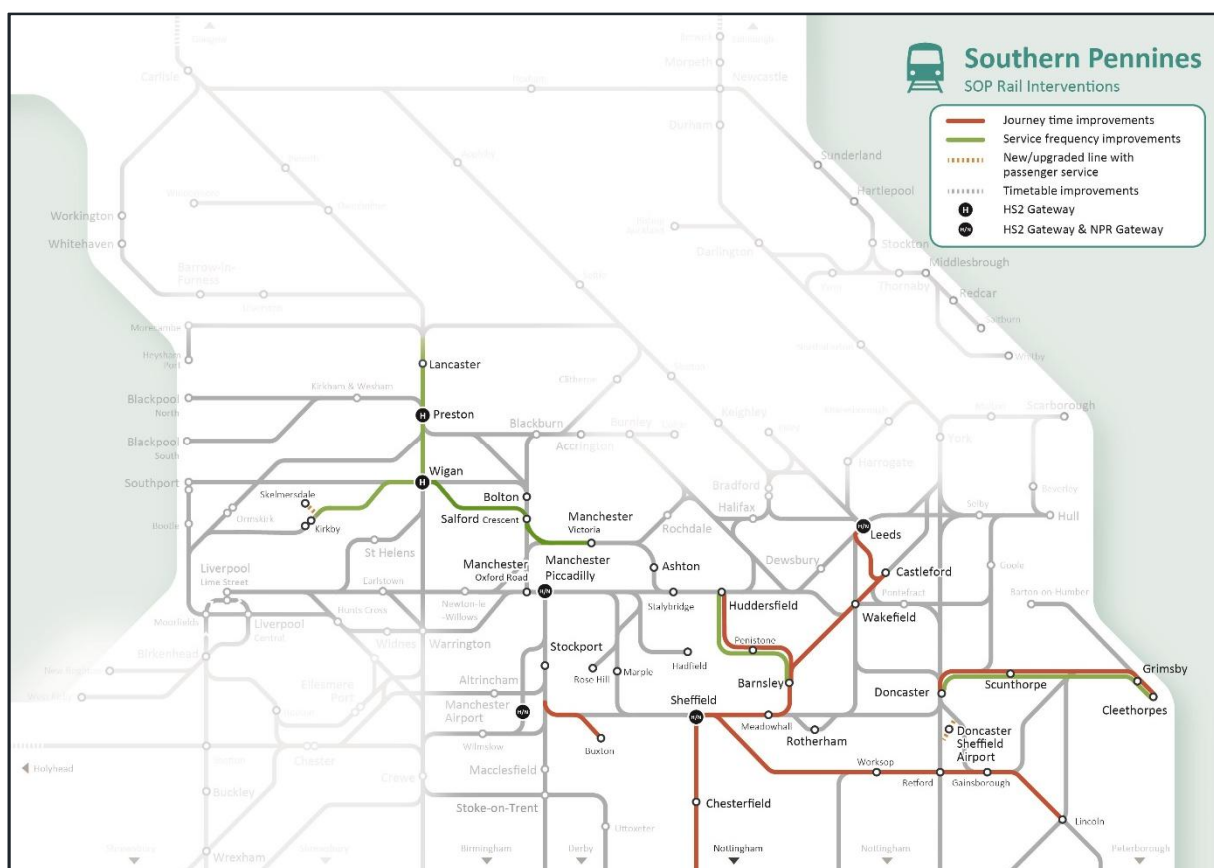 Southern Pennines
SOP Rail Interventions
Journey time improvements
Service frequency improvements
New/upgraded line with
passenger service
Timetable improvements
H
HS2 Gateway
H/N
HS2 Gateway & NPR Gateway
Carlisle
Morpeth
Newcastle
Durham
Sunderland
Hartlepool
Workington
Whitehaven
Darlington
Stockton
Middlesbrough
Thornaby
Redcar
Saltburn
Whitby
Barrow-in-
Furness
Morecambe
Heysham
Port
Lancaster
Clitheroe
Kirkham & Wesham
Blackpool
North
Preston
H
Keighley
Scarborough
Blackpool
South
Blackburn
Accrington
Burnley
York
Harrogate
Southport
Wigan
H
Skelmersdale
Bolton
Bradford
Beverley
Ormskirk
Kirkby
Salford Crescent
Manchester
Victoria
Rochdale
Halifax
H/N
Leeds
Selby
Hull
Bootle
St Helens
Liverpool
Lime Street
Manchester
Oxford Road
Manchester
Piccadilly
H/N
Ashton
Dewsbury
Castleford
Goole
Earlstown
Newton-le
-Willows
Stalybridge
Huddersfield
Pontefract
Barton-on-Humber
Moorfields
Liverpool
Central
Hunts Cross
Widnes
Warrington
Wakefield
Birkenhead
Stockport
Rose Hill
Marple
Hadfield
Penistone
Barnsley
Doncaster
Scunthorpe
Grimsby
Cleethorpes
Ellesmere
Port
Altrincham
Manchester
Airport
H/N
Sheffield
H/N
Meadowhall
Rotherham
Doncaster
Sheffield
Airport
Wilmslow
Buxton
Holyhead
Chester
Crewe
Macclesfield
Worksop
Retford
Gainsborough
Buckley
Stoke-on-Trent
Chesterfield
Lincoln
Uttoxeter
Wrexham
Birmingham
Derby
Nottingham
Nottingham
Peterborough